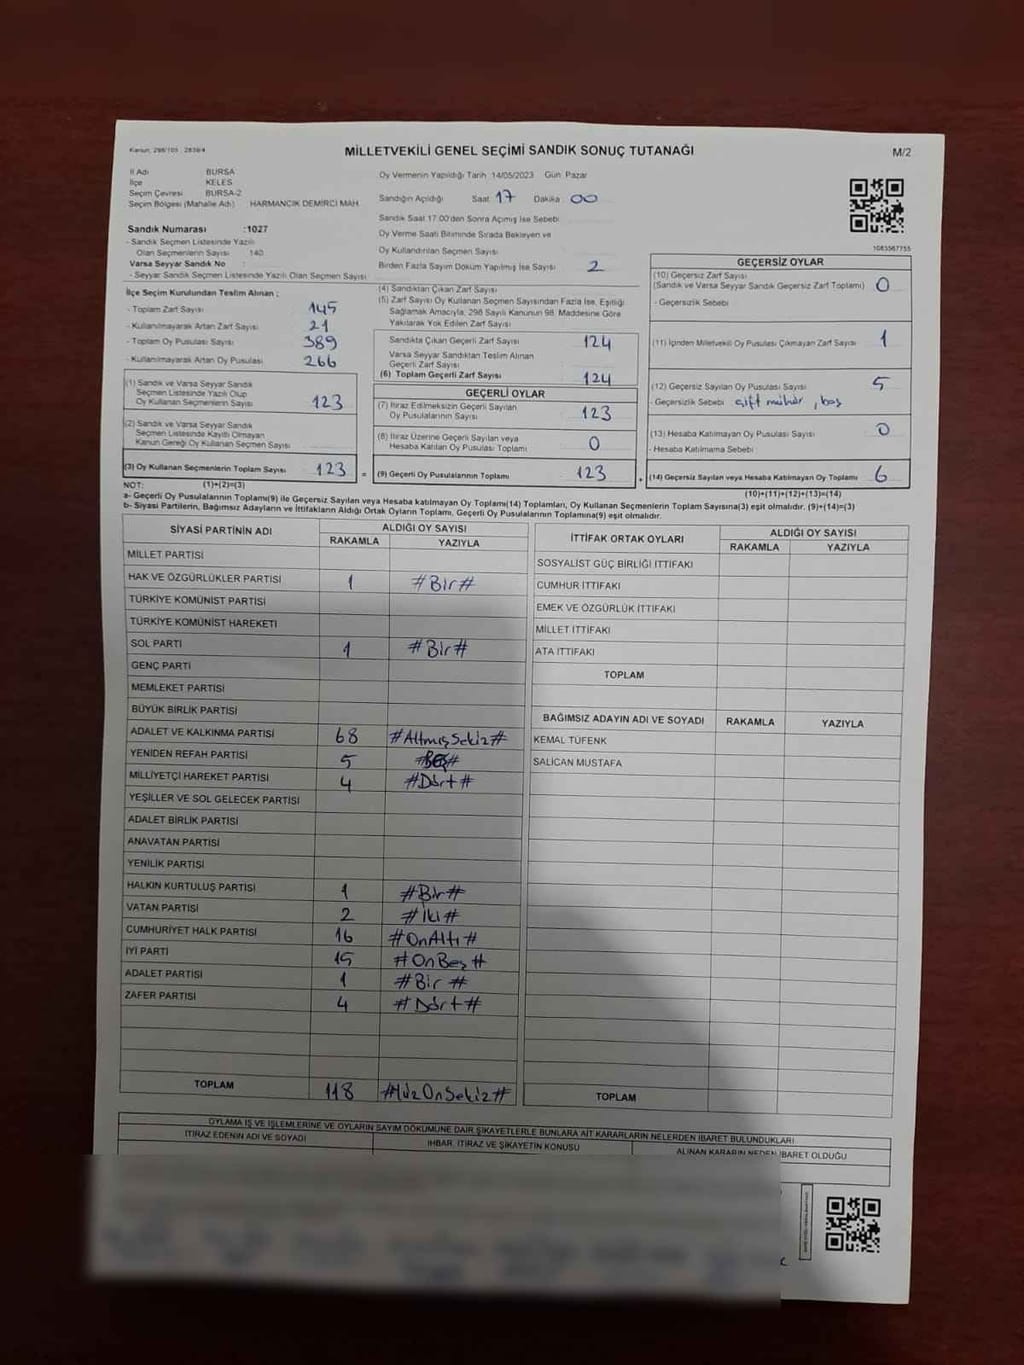 Kanun: 298/105 : 2839/4
MİLLETVEKİLİ GENEL SEÇİMİ SANDIK SONUÇ TUTANAĞI
M/2
İl Adı BURSA
İlçe KELES
Seçim Çevresi BURSA-2
Seçim Bölgesi (Mahalle Adı) HARMANCIK DEMİRCİ MAH.
Oy Vermenin Yapıldığı Tarih 14/05/2023 Gün Pazar
Sandığın Açıldığı Saat 17 Dakika 00
Sandık Saat 17:00'den Sonra Açımış İse Sebebi
Oy Verme Saati Bitiminde Sırada Bekleyen ve
Oy Kullandırılan Seçmen Sayısı
Birden Fazla Sayım Döküm Yapılmış İse Sayısı 2
1083567755
Sandık Numarası :1027
- Sandık Seçmen Listesinde Yazılı
Olan Seçmenlerin Sayısı 140
Varsa Seyyar Sandık No
- Seyyar Sandık Seçmen Listesinde Yazılı Olan Seçmen Sayısı
İlçe Seçim Kurulundan Teslim Alınan :
- Toplam Zarf Sayısı 145
- Kullanılmayarak Artan Zarf Sayısı 21
- Toplam Oy Pusulası Sayısı 389
- Kullanılmayarak Artan Oy Pusulası 266
(1) Sandık ve Varsa Seyyar Sandık
Seçmen Listesinde Yazılı Olup
Oy Kullanan Seçmenlerin Sayısı 123
(2) Sandık ve Varsa Seyyar Sandık
Seçmen Listesinde Kayıtlı Olmayan
Kanun Gereği Oy Kullanan Seçmen Sayısı
(3) Oy Kullanan Seçmenlerin Toplam Sayısı 123 =
(4) Sandıktan Çıkan Zarf Sayısı
(5) Zarf Sayısı Oy Kullanan Seçmen Sayısından Fazla İse, Eşitliği
Sağlamak Amacıyla, 298 Sayılı Kanunun 98. Maddesine Göre
Yakılarak Yok Edilen Zarf Sayısı
Sandıkta Çıkan Geçerli Zarf Sayısı 124
Varsa Seyyar Sandıktan Teslim Alınan
Geçerli Zarf Sayısı
(6) Toplam Geçerli Zarf Sayısı 124
GEÇERLİ OYLAR
(7) İtiraz Edilmeksizin Geçerli Sayılan
Oy Pusulalarının Sayısı 123
(8) İtiraz Üzerine Geçerli Sayılan veya
Hesaba Katılan Oy Pusulaları Toplamı 0
(9) Geçerli Oy Pusulalarının Toplamı 123 +
GEÇERSİZ OYLAR
(10) Geçersiz Zarf Sayısı
(Sandık ve Varsa Seyyar Sandık Geçersiz Zarf Toplamı) 0
- Geçersizlik Sebebi
(11) İçinden Milletvekili Oy Pusulası Çıkmayan Zarf Sayısı 1
(12) Geçersiz Sayılan Oy Pusulası Sayısı 5
- Geçersizlik Sebebi çift mühür, boş
(13) Hesaba Katılmayan Oy Pusulası Sayısı 0
- Hesaba Katılmama Sebebi
(14) Geçersiz Sayılan veya Hesaba Katılmayan Oy Toplamı 6
NOT: (1)+(2)=(3)
(10)+(11)+(12)+(13)=(14)
a- Geçerli Oy Pusulalarının Toplamı(9) ile Geçersiz Sayılan veya Hesaba katılmayan Oy Toplamı(14) Toplamları, Oy Kullanan Seçmenlerin Toplam Sayısına(3) eşit olmalıdır. (9)+(14)=(3)
b- Siyasi Partilerin, Bağımsız Adayların ve İttifakların Aldığı Ortak Oyların Toplamı, Geçerli Oy Pusulalarının Toplamına(9) eşit olmalıdır.
SİYASİ PARTİNİN ADI ALDIĞI OY SAYISI
RAKAMLA YAZIYLA
MİLLET PARTİSİ
HAK VE ÖZGÜRLÜKLER PARTİSİ 1 #Bir#
TÜRKİYE KOMÜNİST PARTİSİ
TÜRKİYE KOMÜNİST HAREKETİ
SOL PARTİ 1 #Bir#
GENÇ PARTİ
MEMLEKET PARTİSİ
BÜYÜK BİRLİK PARTİSİ
ADALET VE KALKINMA PARTİSİ 68 #AltmışSekiz#
YENİDEN REFAH PARTİSİ 5 #Beş#
MİLLİYETÇİ HAREKET PARTİSİ 4 #Dört#
YEŞİLLER VE SOL GELECEK PARTİSİ
ADALET BİRLİK PARTİSİ
ANAVATAN PARTİSİ
YENİLİK PARTİSİ
HALKIN KURTULUŞ PARTİSİ 1 #Bir#
VATAN PARTİSİ 2 #İki#
CUMHURİYET HALK PARTİSİ 16 #OnAltı#
İYİ PARTİ 15 #OnBeş#
ADALET PARTİSİ 1 #Bir#
ZAFER PARTİSİ 4 #Dört#
TOPLAM 118 #YüzOnSekiz#
İTTİFAK ORTAK OYLARI ALDIĞI OY SAYISI
RAKAMLA YAZIYLA
SOSYALİST GÜÇ BİRLİĞİ İTTİFAKI
CUMHUR İTTİFAKI
EMEK VE ÖZGÜRLÜK İTTİFAKI
MİLLET İTTİFAKI
ATA İTTİFAKI
TOPLAM
BAĞIMSIZ ADAYIN ADI VE SOYADI RAKAMLA YAZIYLA
KEMAL TÜFENK
SALİCAN MUSTAFA
TOPLAM
OYLAMA İŞ VE İŞLEMLERİNE VE OYLARIN SAYIM DÖKÜMÜNE DAİR ŞİKAYETLERLE BUNLARA AİT KARARLARIN NELERDEN İBARET BULUNDUKLARI
İTİRAZ EDENİN ADI VE SOYADI İHBAR, İTİRAZ VE ŞİKAYETİN KONUSU ALINAN KARARIN NEDEN İBARET OLDUĞU